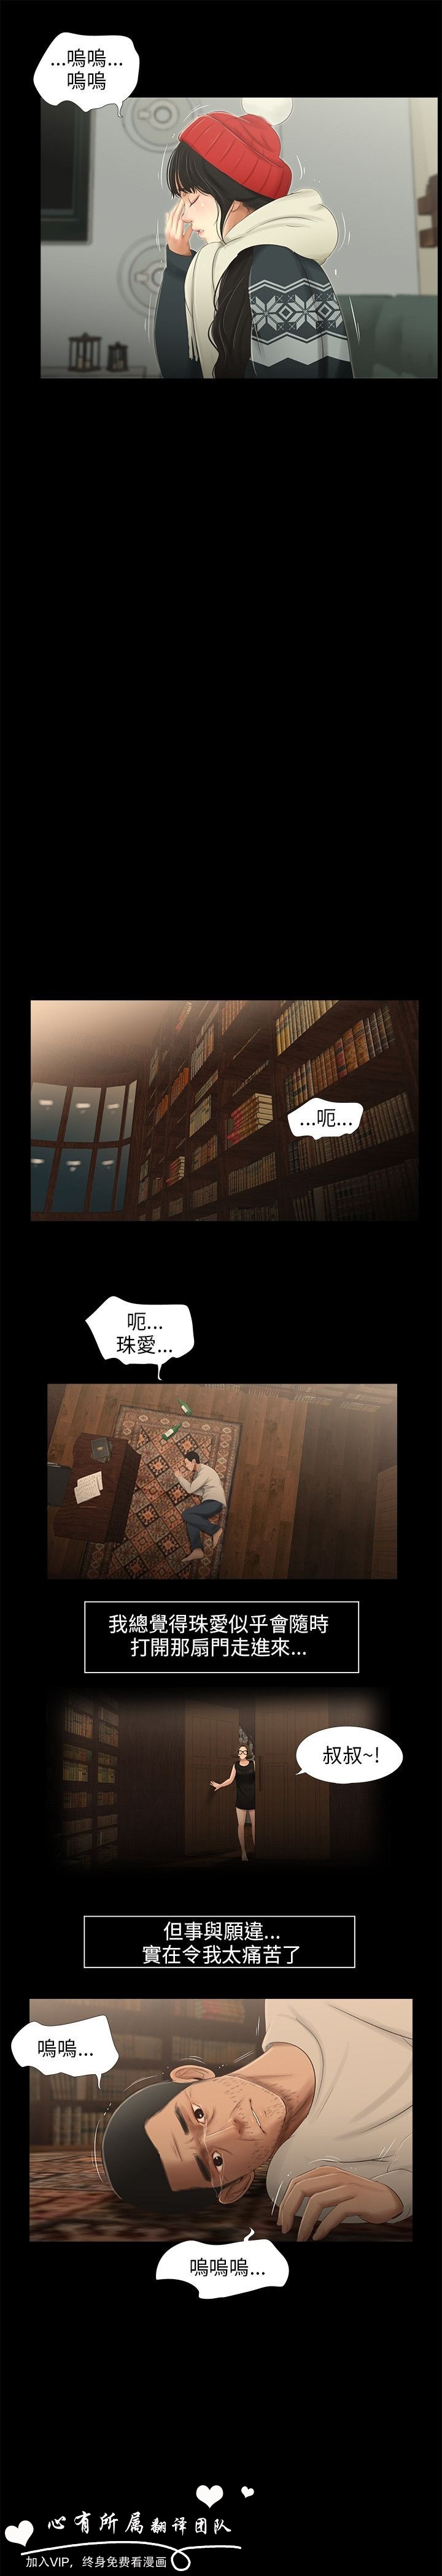 ...嗚嗚...
嗚嗚
...呃...
呃...
珠愛...
我總覺得珠愛似乎會隨時
打開那扇門走進來...
叔叔~!
但事與願違...
實在令我太痛苦了
嗚嗚...
嗚嗚嗚...
心有所属翻译团队
加入VIP，终身免费看漫画